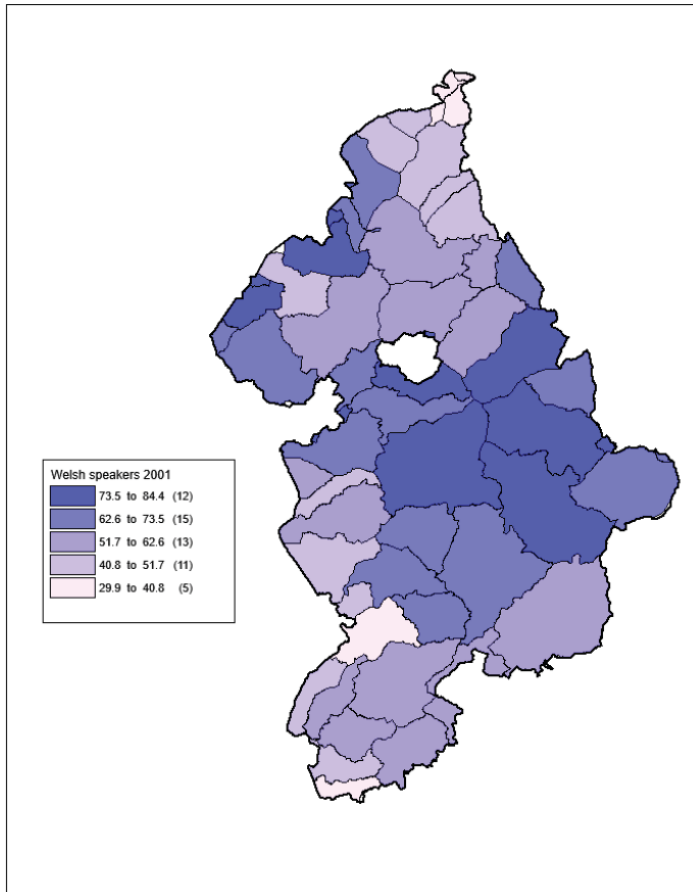 Welsh speakers 2001
73.5 to 84.4 (12)
62.6 to 73.5 (15)
51.7 to 62.6 (13)
40.8 to 51.7 (11)
29.9 to 40.8 (5)